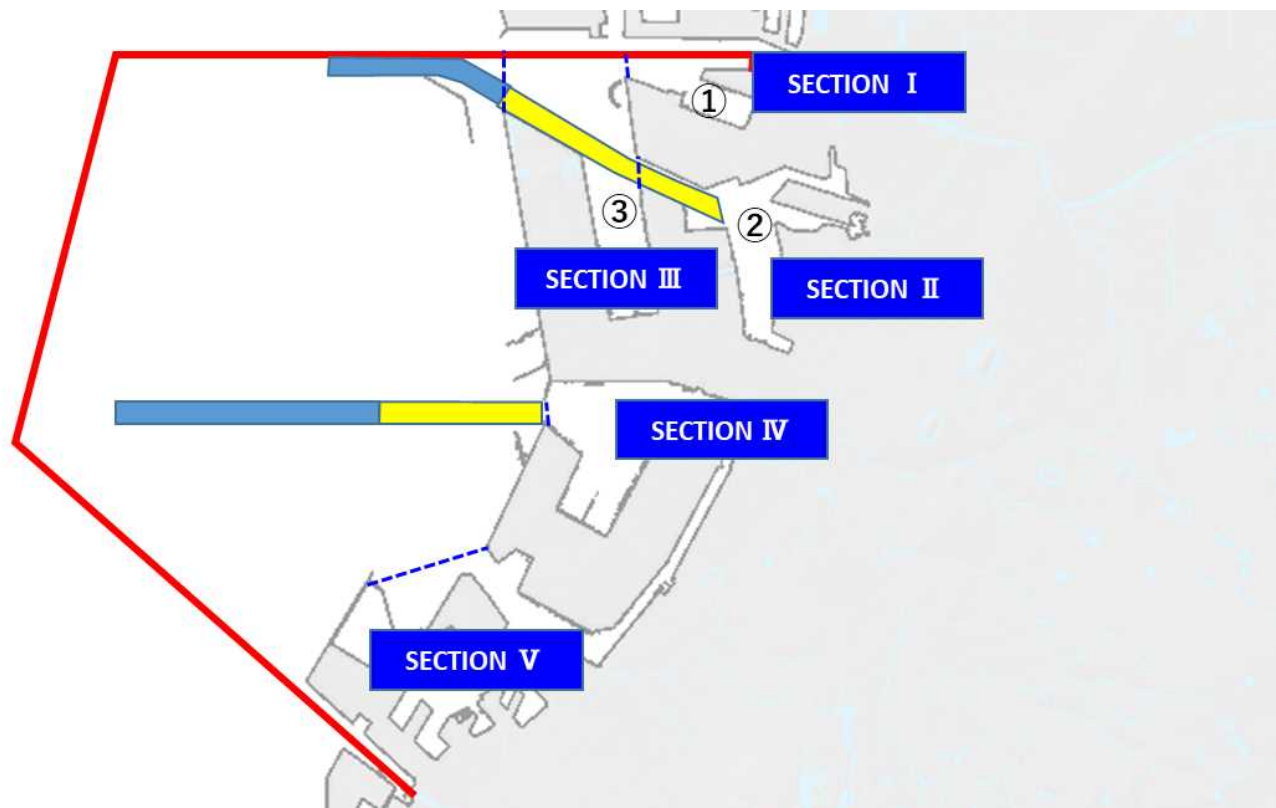 SECTION Ⅰ
①
③
②
SECTION Ⅲ
SECTION Ⅱ
SECTION Ⅳ
SECTION Ⅴ